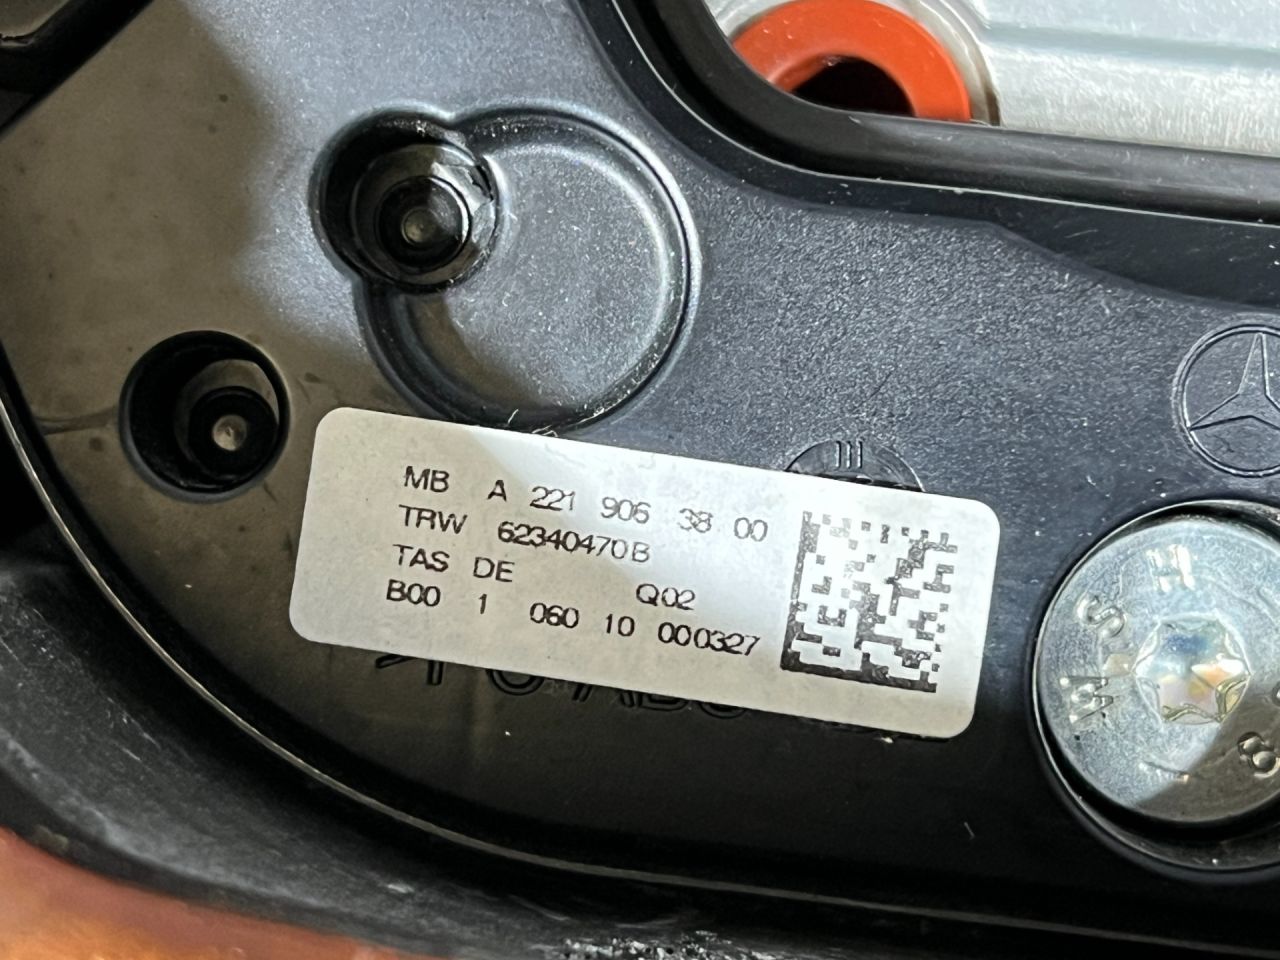 MB A 221 906 38 00
TRW 62340470B
TAS DE Q02
B00 1 060 10 000327